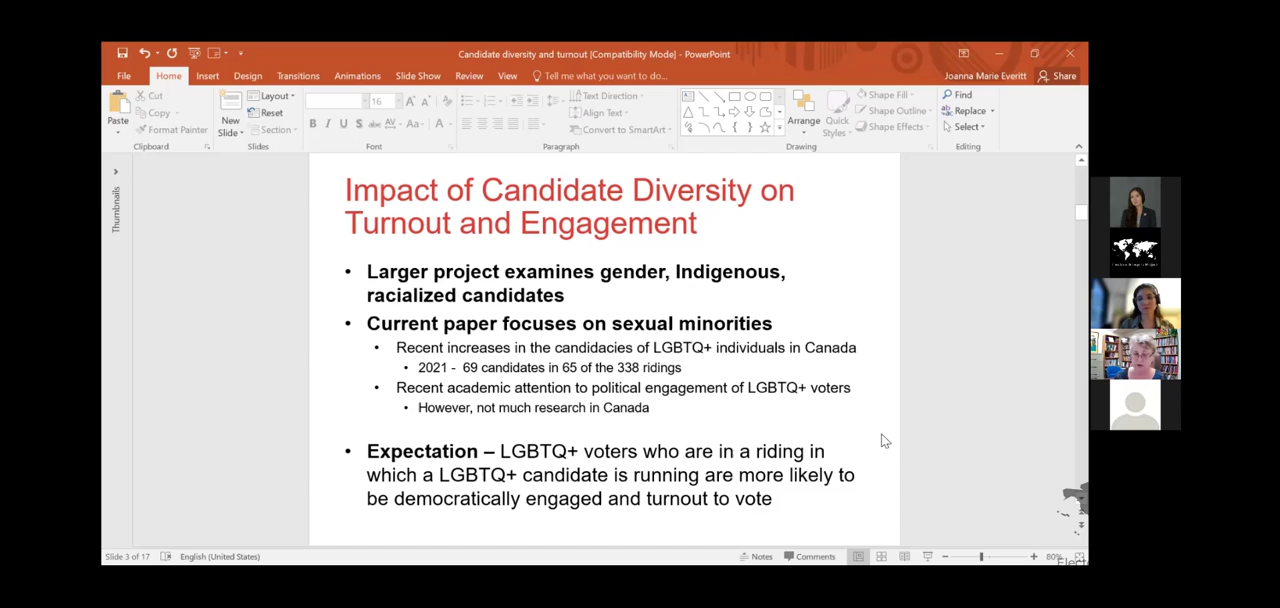 Candidate diversity and turnout [Compatibility Mode] - PowerPoint
File Home Insert Design Transitions Animations Slide Show Review View Tell me what you want to do... Joanna Marie Everitt Share
Cut Layout 16 Text Direction Shape Fill Find
Paste Copy New Slide Reset Align Text Arrange Quick Styles Shape Outline Replace
Format Painter Section B I U S abc AV Aa A Convert to SmartArt Shape Effects Select
Clipboard Slides Font Paragraph Drawing Editing
Thumbnails
Impact of Candidate Diversity on
Turnout and Engagement
• Larger project examines gender, Indigenous,
racialized candidates
• Current paper focuses on sexual minorities
• Recent increases in the candidacies of LGBTQ+ individuals in Canada
• 2021 - 69 candidates in 65 of the 338 ridings
• Recent academic attention to political engagement of LGBTQ+ voters
• However, not much research in Canada
• Expectation – LGBTQ+ voters who are in a riding in
which a LGBTQ+ candidate is running are more likely to
be democratically engaged and turnout to vote
Slide 3 of 17 English (United States) Notes Comments 80%